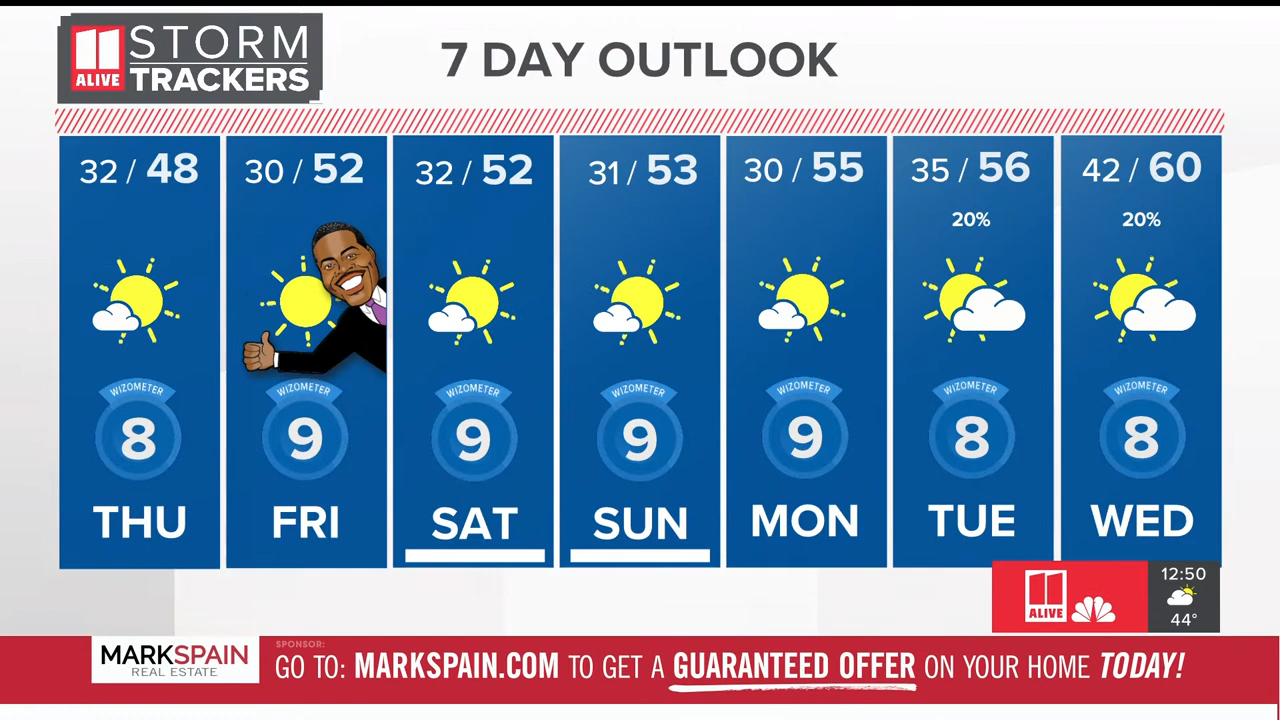 11 ALIVE
STORM
TRACKERS
7 DAY OUTLOOK
32 / 48
30 / 52
32 / 52
31 / 53
30 / 55
35 / 56
42 / 60
20%
20%
WIZOMETER
WIZOMETER
WIZOMETER
WIZOMETER
WIZOMETER
WIZOMETER
WIZOMETER
8
9
9
9
9
8
8
THU
FRI
SAT
SUN
MON
TUE
WED
11 ALIVE
12:50
44°
MARKSPAIN
REAL ESTATE
SPONSOR:
GO TO: MARKSPAIN.COM TO GET A GUARANTEED OFFER ON YOUR HOME TODAY!